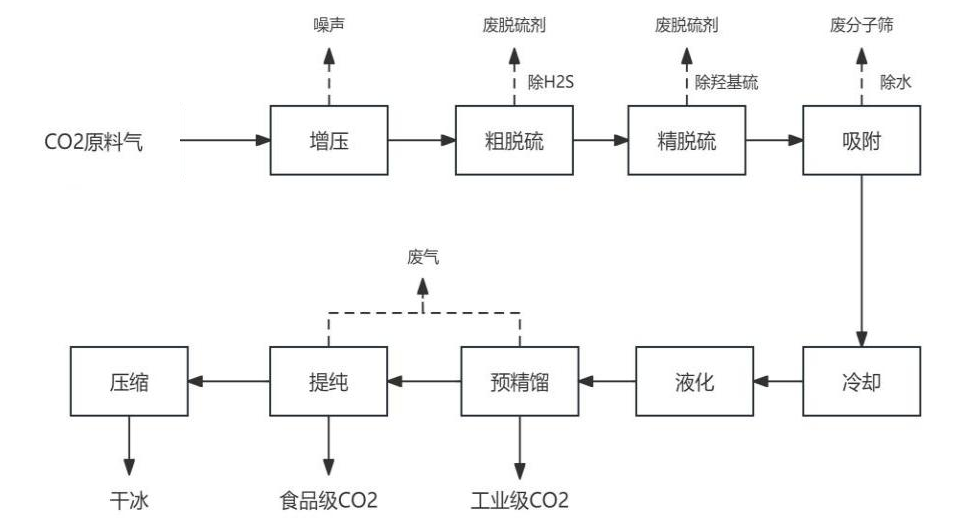 噪声
废脱硫剂
废脱硫剂
废分子筛
除H2S
除羟基硫
除水
CO2原料气
增压
粗脱硫
精脱硫
吸附
废气
压缩
提纯
预精馏
液化
冷却
干冰
食品级CO2
工业级CO2